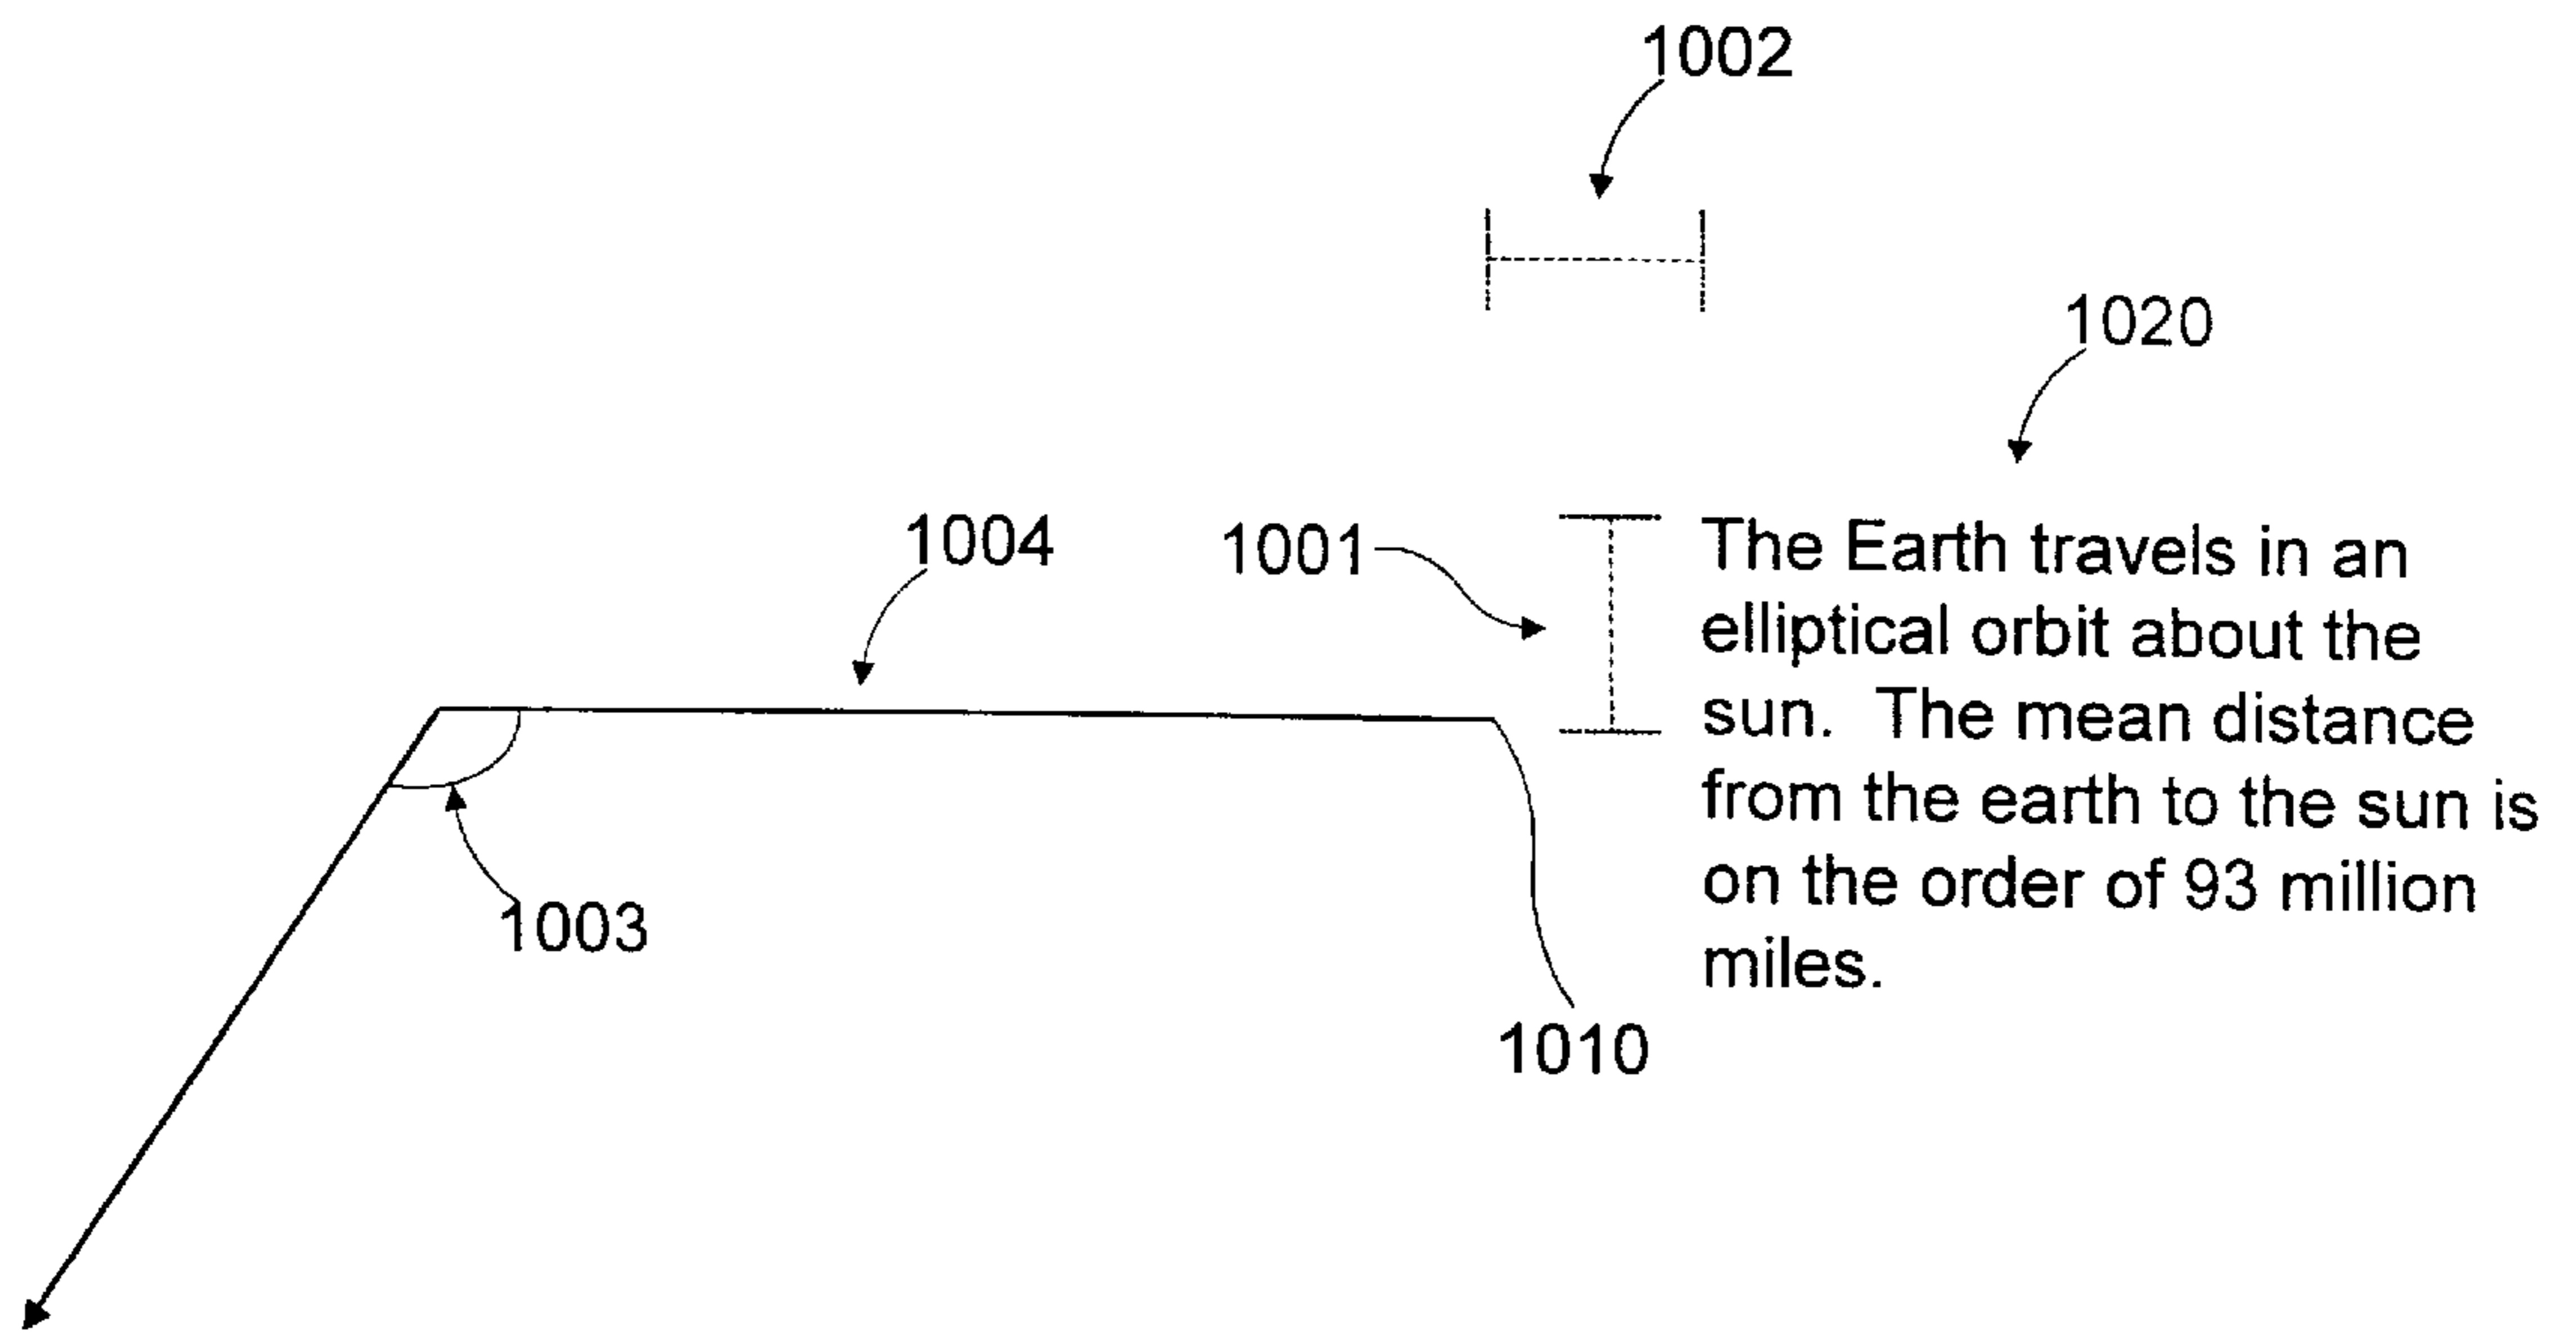 1002
1020
1004
1001
The Earth travels in an
elliptical orbit about the
sun.  The mean distance
from the earth to the sun is
on the order of 93 million
miles.
1003
1010